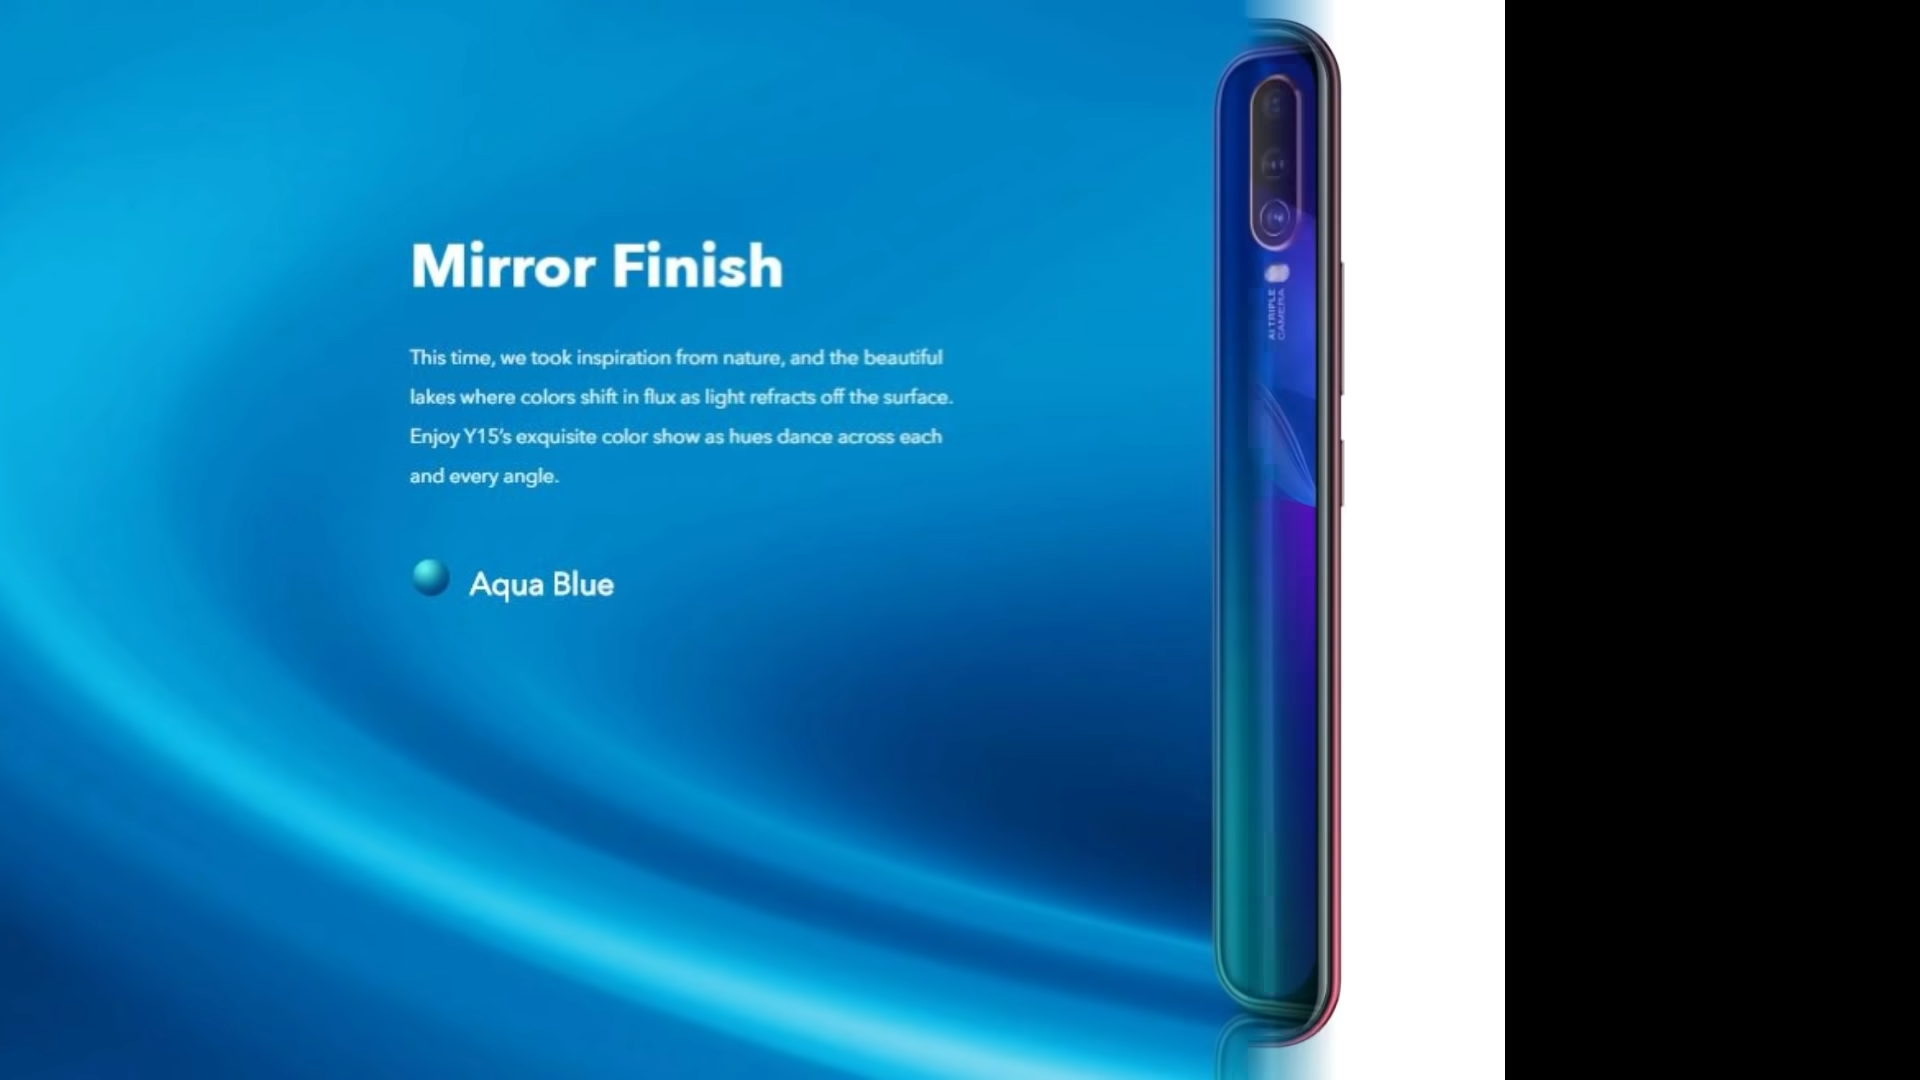 Mirror Finish
This time, we took inspiration from nature, and the beautiful
lakes where colors shift in flux as light refracts off the surface.
Enjoy Y15's exquisite color show as hues dance across each
and every angle.
Aqua Blue
AI TRIPLE
CAMERA